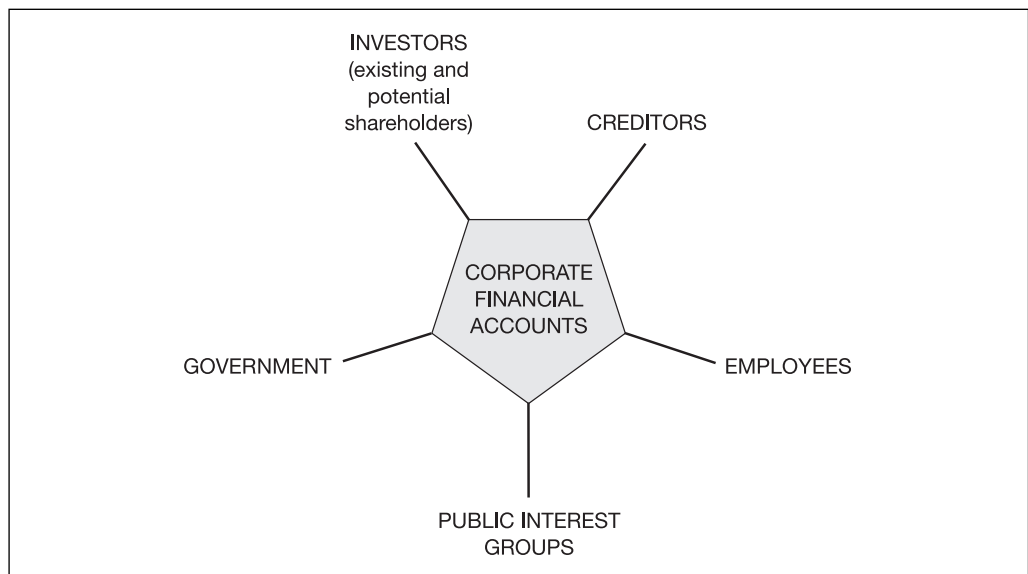 INVESTORS
(existing and
potential
shareholders)
CREDITORS
CORPORATE
FINANCIAL
ACCOUNTS
GOVERNMENT
EMPLOYEES
PUBLIC INTEREST
GROUPS